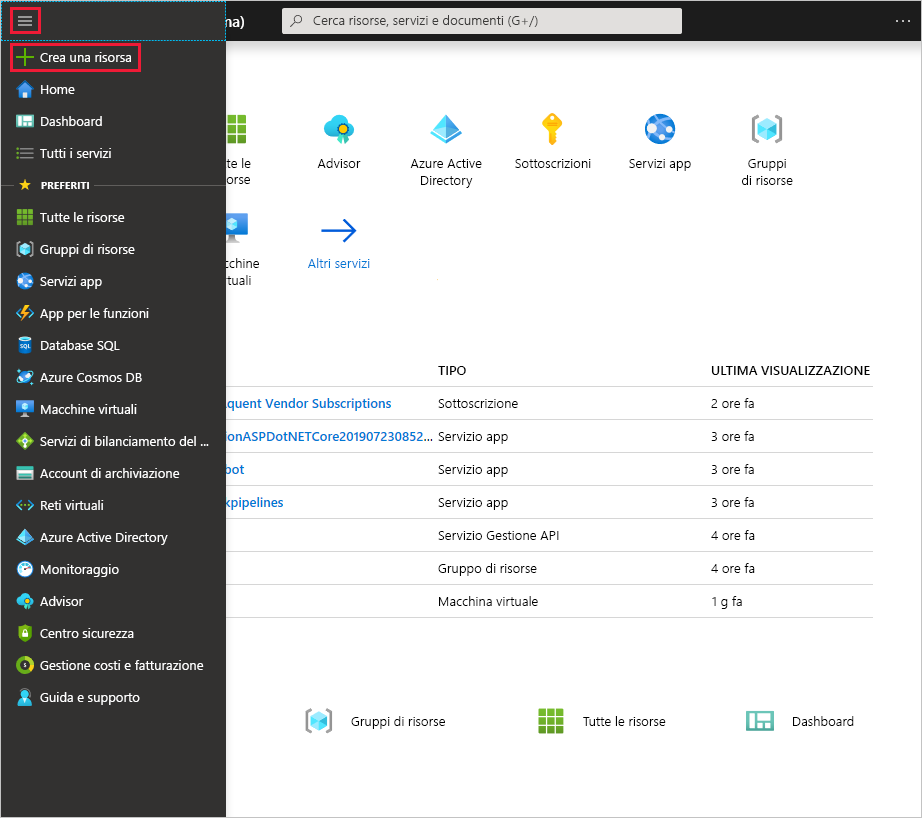 ma)
Cerca risorse, servizi e documenti (G+/)
...
Crea una risorsa
Home
Dashboard
Tutti i servizi
PREFERITI
Tutte le risorse
Gruppi di risorse
Servizi app
App per le funzioni
Database SQL
Azure Cosmos DB
Macchine virtuali
Servizi di bilanciamento del ...
Account di archiviazione
Reti virtuali
Azure Active Directory
Monitoraggio
Advisor
Centro sicurezza
Gestione costi e fatturazione
Guida e supporto
te le
orse
Advisor
Azure Active
Directory
Sottoscrizioni
Servizi app
Gruppi
di risorse
cchine
rtuali
Altri servizi
TIPO
ULTIMA VISUALIZZAZIONE
quent Vendor Subscriptions
Sottoscrizione
2 ore fa
ionASPDotNETCore201907230852...
Servizio app
3 ore fa
bot
Servizio app
3 ore fa
kpipelines
Servizio app
3 ore fa
Servizio Gestione API
4 ore fa
Gruppo di risorse
4 ore fa
Macchina virtuale
1 g fa
Gruppi di risorse
Tutte le risorse
Dashboard